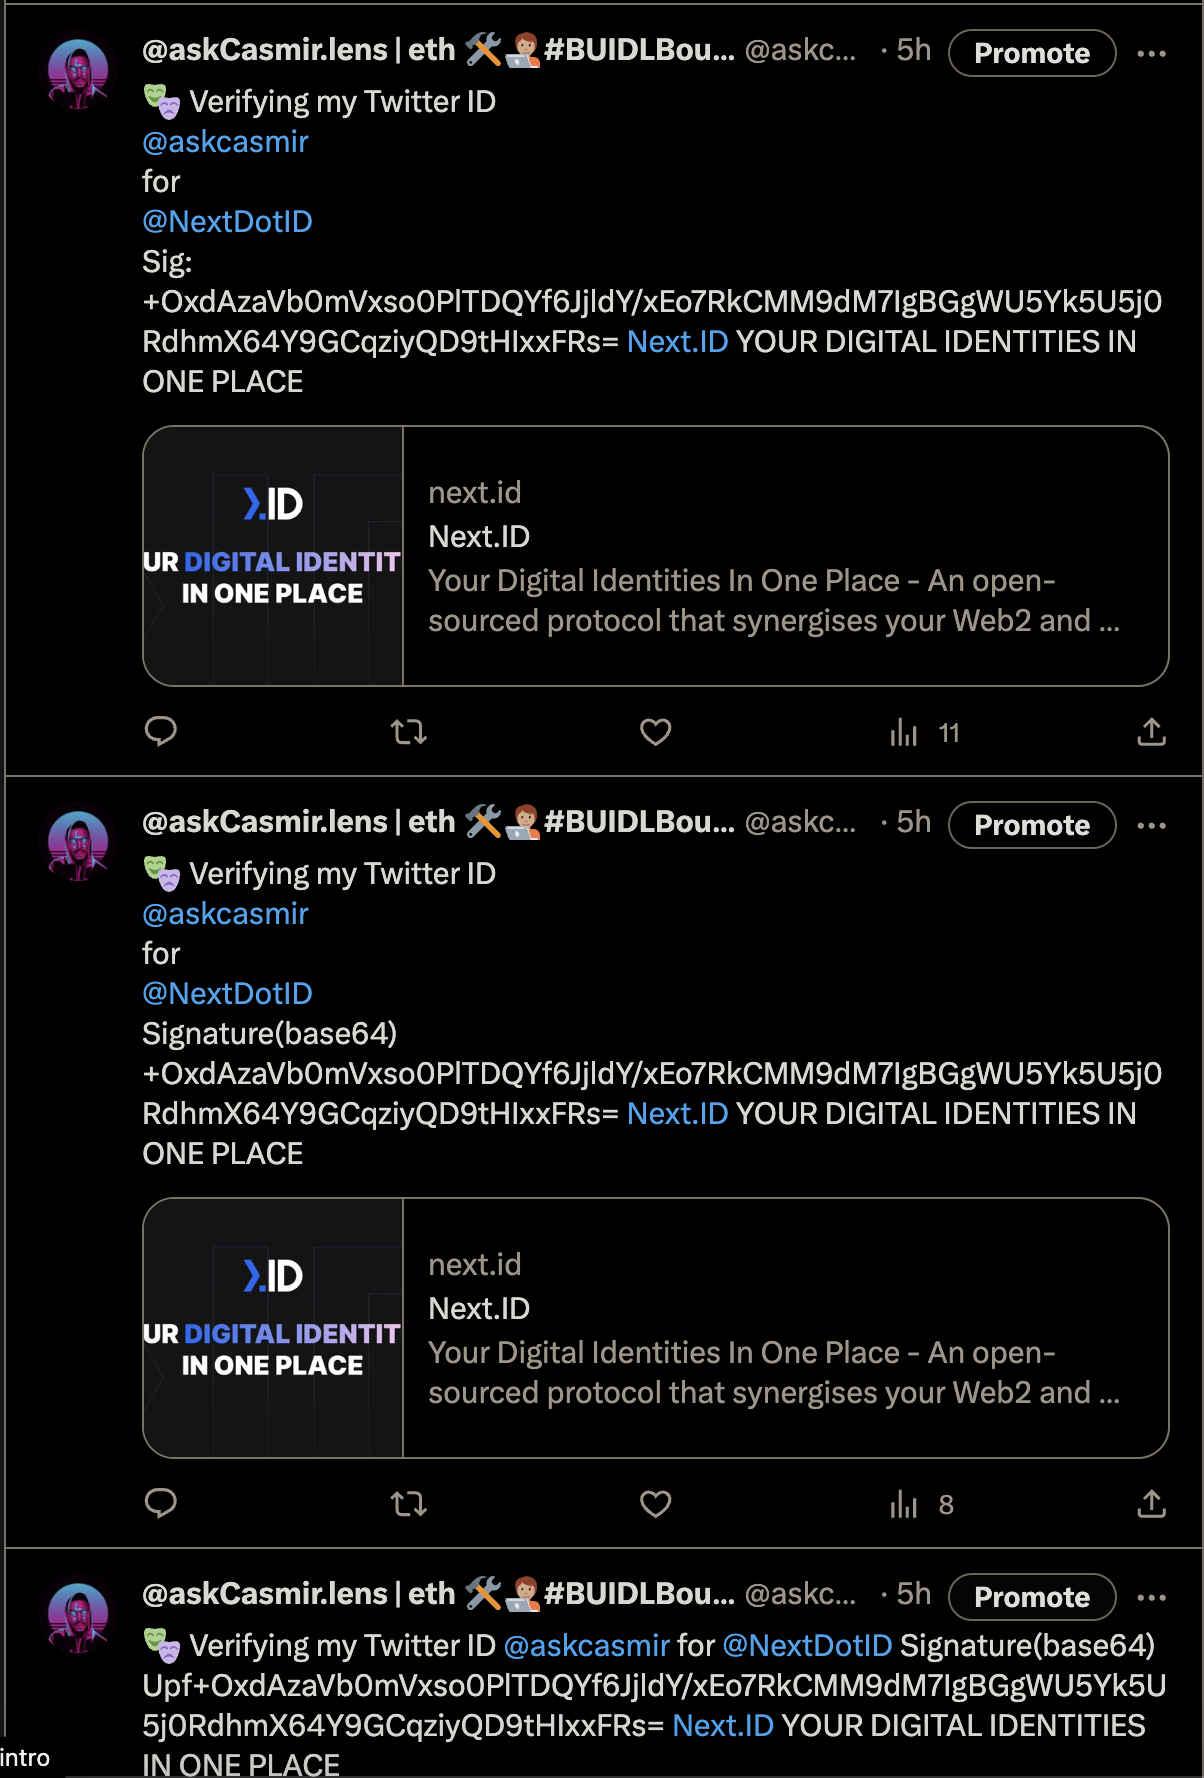 @askCasmir.lens | eth 🛠️🧑🏽‍💻#BUIDLBou... @askc... · 5h Promote
🎭 Verifying my Twitter ID
@askcasmir
for
@NextDotID
Sig:
+OxdAzaVb0mVxso0PlTDQYf6JjldY/xEo7RkCMM9dM7IgBGgWU5Yk5U5j0
RdhmX64Y9GCqziyQD9tHIxxFRs= Next.ID YOUR DIGITAL IDENTITIES IN
ONE PLACE
ID
UR DIGITAL IDENTIT
IN ONE PLACE
next.id
Next.ID
Your Digital Identities In One Place - An open-
sourced protocol that synergises your Web2 and ...
11
@askCasmir.lens | eth 🛠️🧑🏽‍💻#BUIDLBou... @askc... · 5h Promote
🎭 Verifying my Twitter ID
@askcasmir
for
@NextDotID
Signature(base64)
+OxdAzaVb0mVxso0PlTDQYf6JjldY/xEo7RkCMM9dM7IgBGgWU5Yk5U5j0
RdhmX64Y9GCqziyQD9tHIxxFRs= Next.ID YOUR DIGITAL IDENTITIES IN
ONE PLACE
ID
UR DIGITAL IDENTIT
IN ONE PLACE
next.id
Next.ID
Your Digital Identities In One Place - An open-
sourced protocol that synergises your Web2 and ...
8
@askCasmir.lens | eth 🛠️🧑🏽‍💻#BUIDLBou... @askc... · 5h Promote
🎭 Verifying my Twitter ID @askcasmir for @NextDotID Signature(base64)
Upf+OxdAzaVb0mVxso0PlTDQYf6JjldY/xEo7RkCMM9dM7IgBGgWU5Yk5U
5j0RdhmX64Y9GCqziyQD9tHIxxFRs= Next.ID YOUR DIGITAL IDENTITIES
IN ONE PLACE
intro